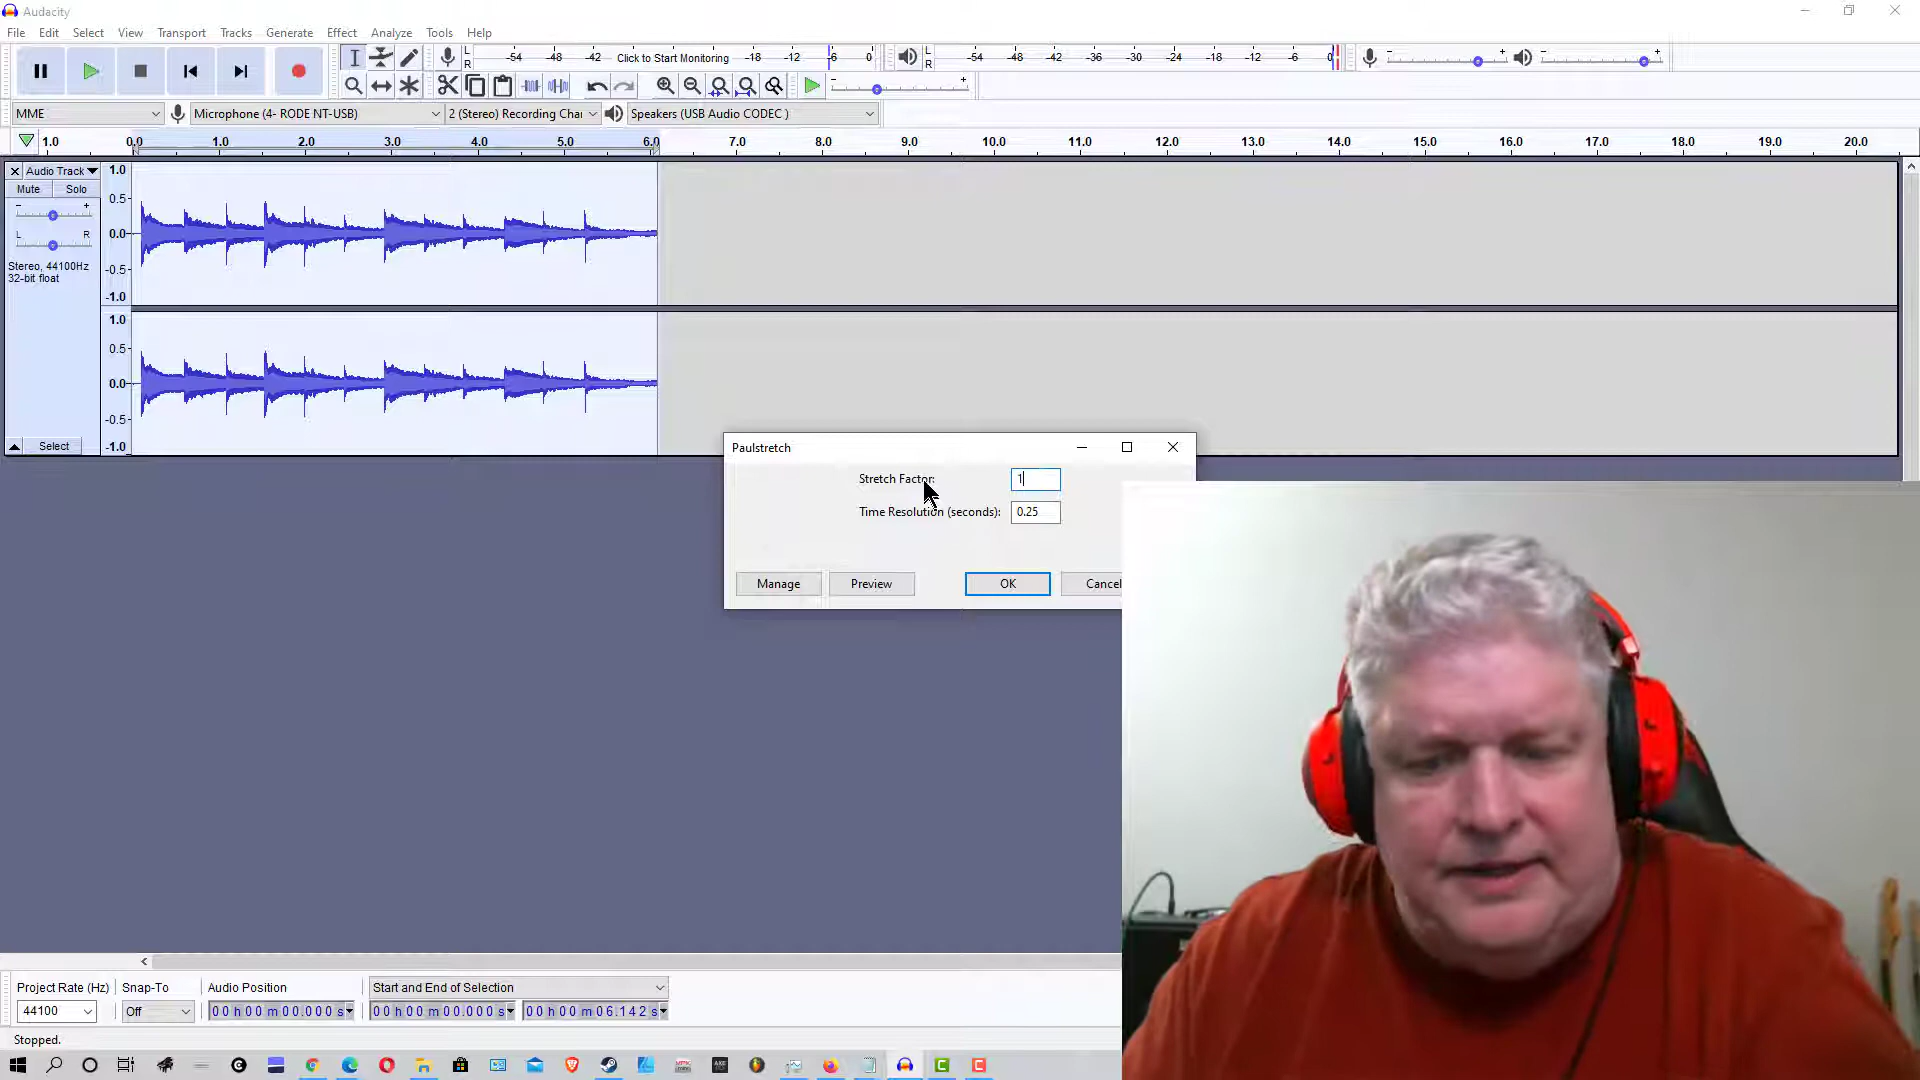 Audacity
File Edit Select View Transport Tracks Generate Effect Analyze Tools Help
L
R
-54 -48 -42 Click to Start Monitoring -18 -12 -6 0
L
R
-54 -48 -42 -36 -30 -24 -18 -12 -6 0
MME
Microphone (4- RODE NT-USB)
2 (Stereo) Recording Char
Speakers (USB Audio CODEC )
1.0 0.0 1.0 2.0 3.0 4.0 5.0 6.0 7.0 8.0 9.0 10.0 11.0 12.0 13.0 14.0 15.0 16.0 17.0 18.0 19.0 20.0
Audio Track
Mute Solo
- +
L R
Stereo, 44100Hz
32-bit float
Select
1.0
0.5
0.0
-0.5
-1.0
1.0
0.5
0.0
-0.5
-1.0
Paulstretch
Stretch Factor: 1
Time Resolution (seconds): 0.25
Manage Preview OK Cancel
Project Rate (Hz) Snap-To Audio Position Start and End of Selection
44100 Off 00 h 00 m 00.000 s 00 h 00 m 00.000 s 00 h 00 m 06.142 s
Stopped.